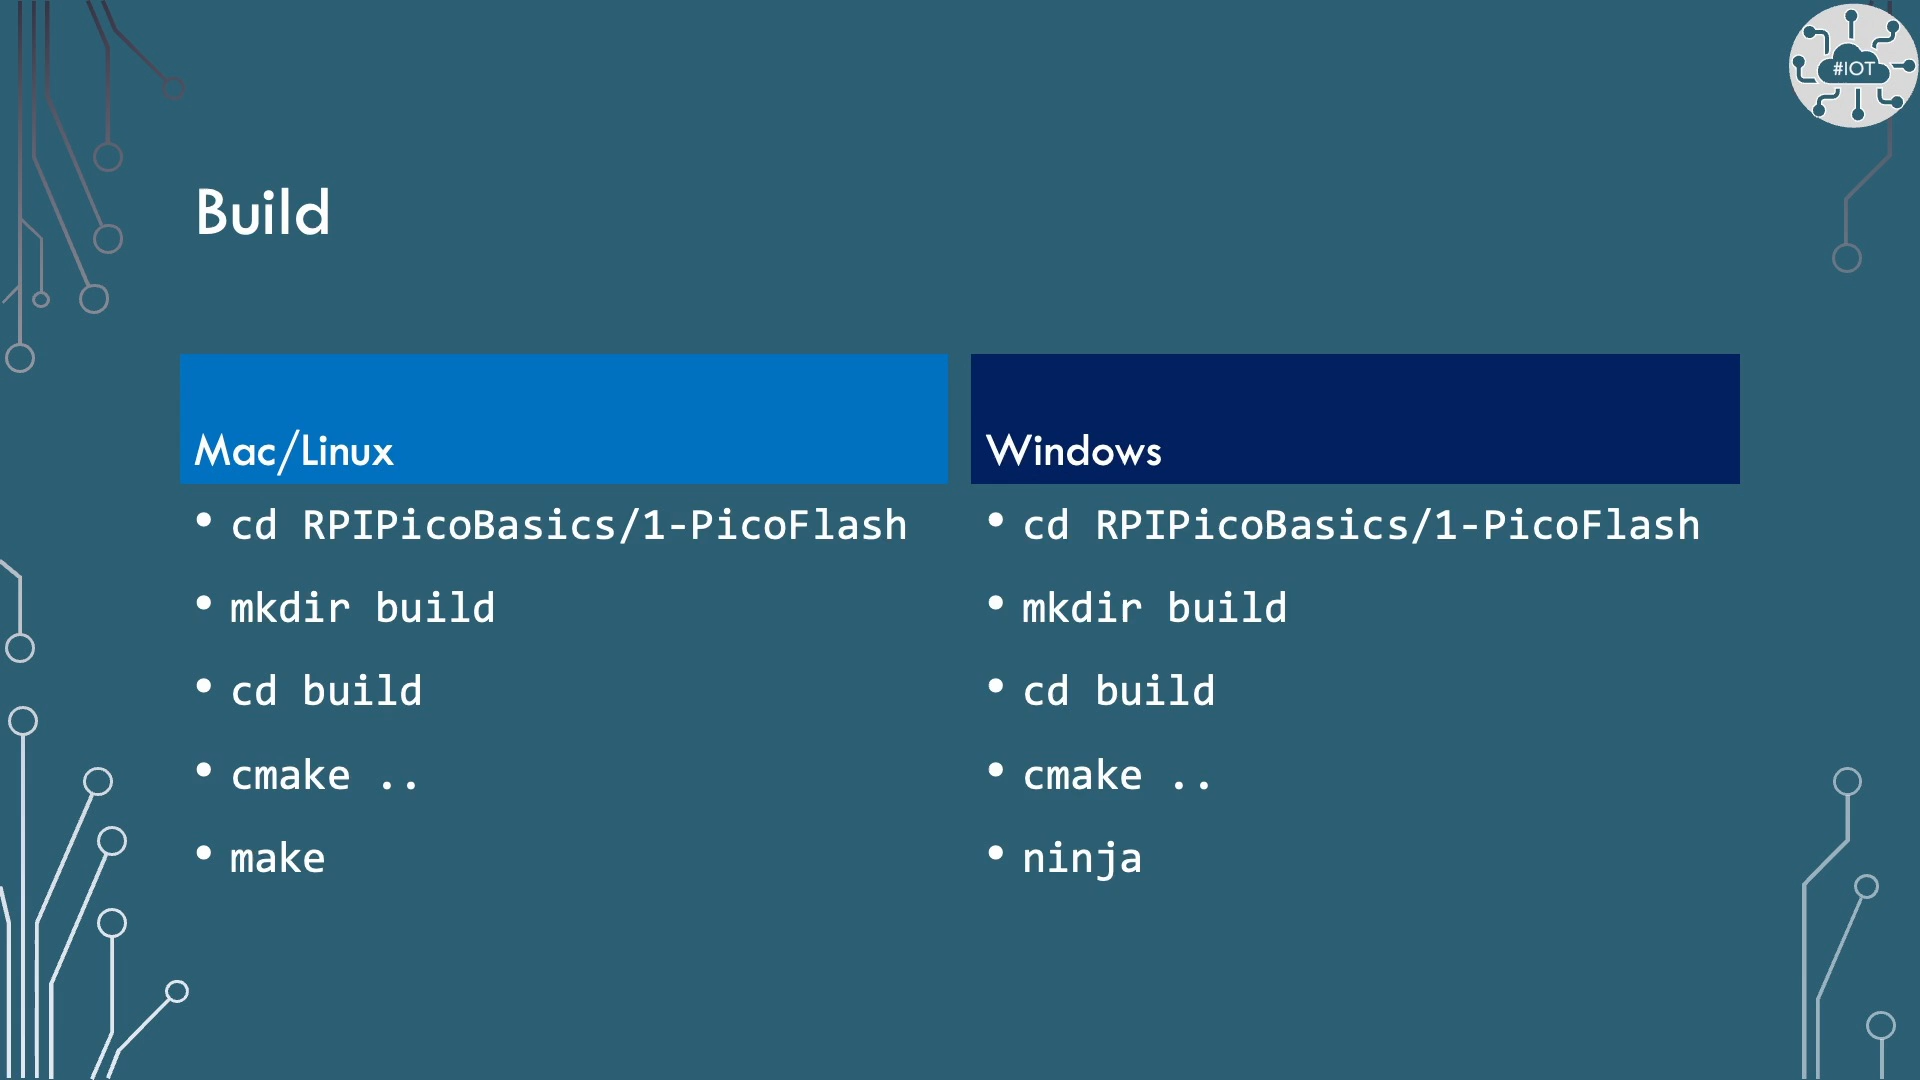 #IOT
Build
Mac/Linux
• cd RPIPicoBasics/1-PicoFlash
• mkdir build
• cd build
• cmake ..
• make
Windows
• cd RPIPicoBasics/1-PicoFlash
• mkdir build
• cd build
• cmake ..
• ninja